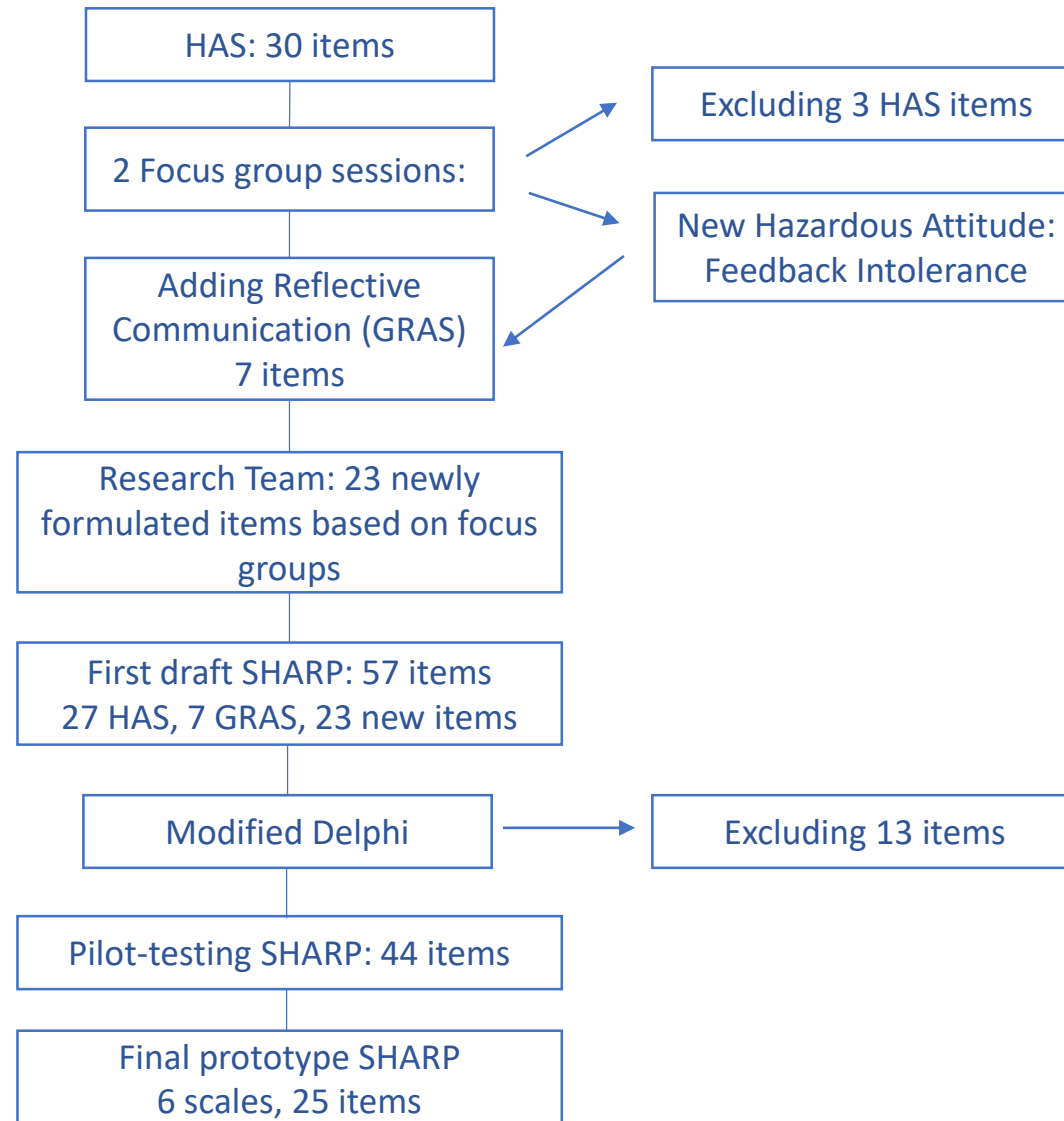 HAS: 30 items
Excluding 3 HAS items
2 Focus group sessions:
New Hazardous Attitude:
Feedback Intolerance
Adding Reflective
Communication (GRAS)
7 items
Research Team: 23 newly
formulated items based on focus
groups
First draft SHARP: 57 items
27 HAS, 7 GRAS, 23 new items
Modified Delphi
Excluding 13 items
Pilot-testing SHARP: 44 items
Final prototype SHARP
6 scales, 25 items